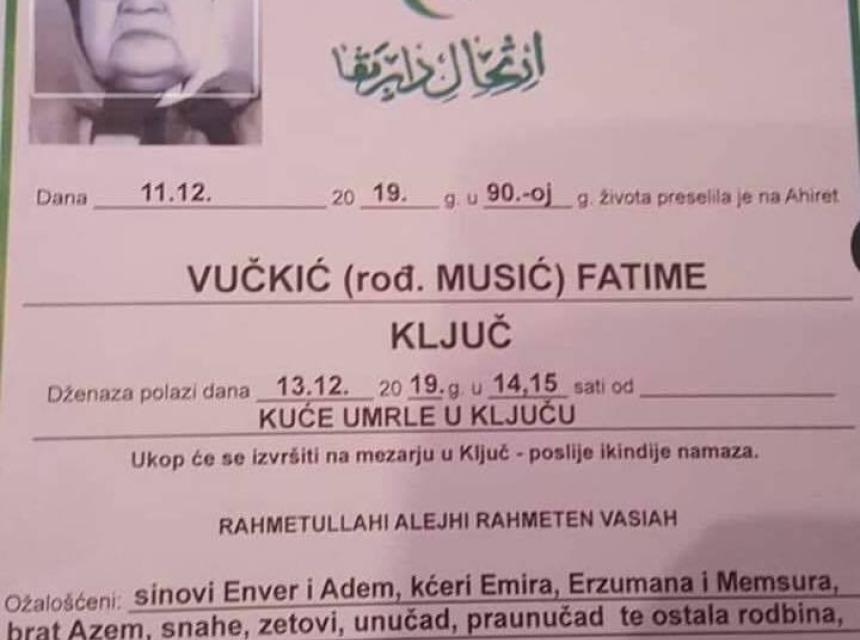 انتحال دار بقا
Dana 11.12. 20 19. g. u 90.-oj g. života preselila je na Ahiret
VUČKIĆ (rođ. MUSIĆ) FATIME
KLJUČ
Dženaza polazi dana 13.12. 20 19. g. u 14,15 sati od
KUĆE UMRLE U KLJUČU
Ukop će se izvršiti na mezarju u Ključ - poslije ikindije namaza.
RAHMETULLAHI ALEJHI RAHMETEN VASIAH
Ožalošćeni: sinovi Enver i Adem, kćeri Emira, Erzumana i Memsura,
brat Azem, snahe, zetovi, unučad, praunučad te ostala rodbina,